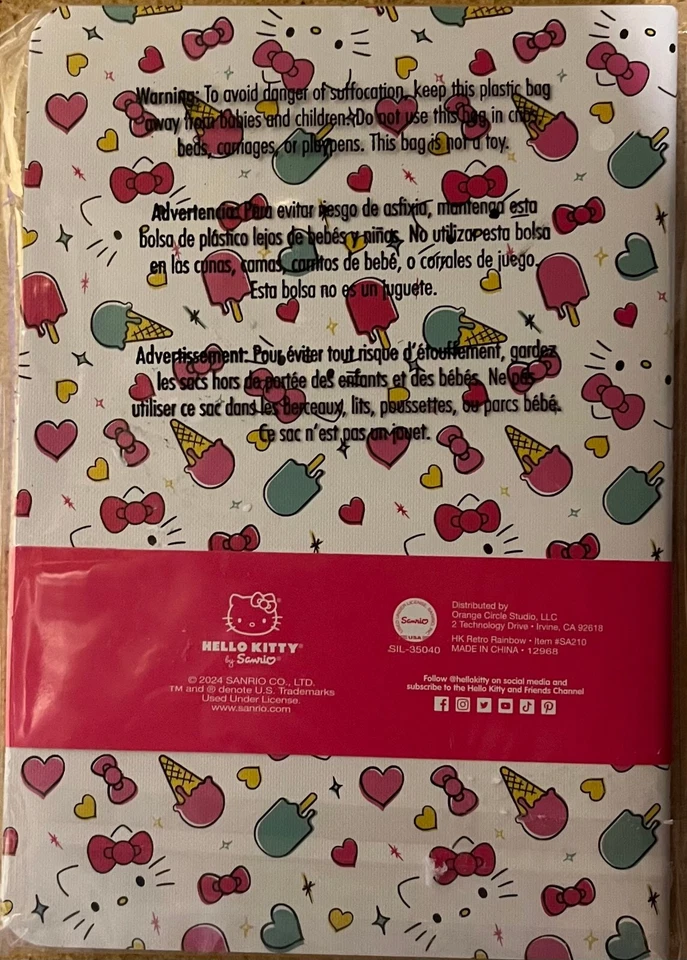 Warning: To avoid danger of suffocation, keep this plastic bag
away from babies and children. Do not use this bag in cribs,
beds, carriages, or playpens. This bag is not a toy.
Advertencia: Para evitar riesgo de asfixia, mantenga esta
bolsa de plástico lejos de bebés y niños. No utilizar esta bolsa
en las cunas, camas, carritos de bebé, o corrales de juego.
Esta bolsa no es un juguete.
Advertissement: Pour éviter tout risque d'étouffement, gardez
les sacs hors de portée des enfants et des bébés. Ne pas
utiliser ce sac dans les berceaux, lits, poussettes, ou parcs bébé.
Ce sac n'est pas un jouet.
HELLO KITTY®
by Sanrio®
© 2024 SANRIO CO., LTD.
TM and ® denote U.S. Trademarks
Used Under License.
www.sanrio.com
Sanrio
USA
SIL-35040
Distributed by
Orange Circle Studio, LLC
2 Technology Drive • Irvine, CA 92618
HK Retro Rainbow • Item #SA210
MADE IN CHINA • 12968
Follow @hellokitty on social media and
subscribe to the Hello Kitty and Friends Channel